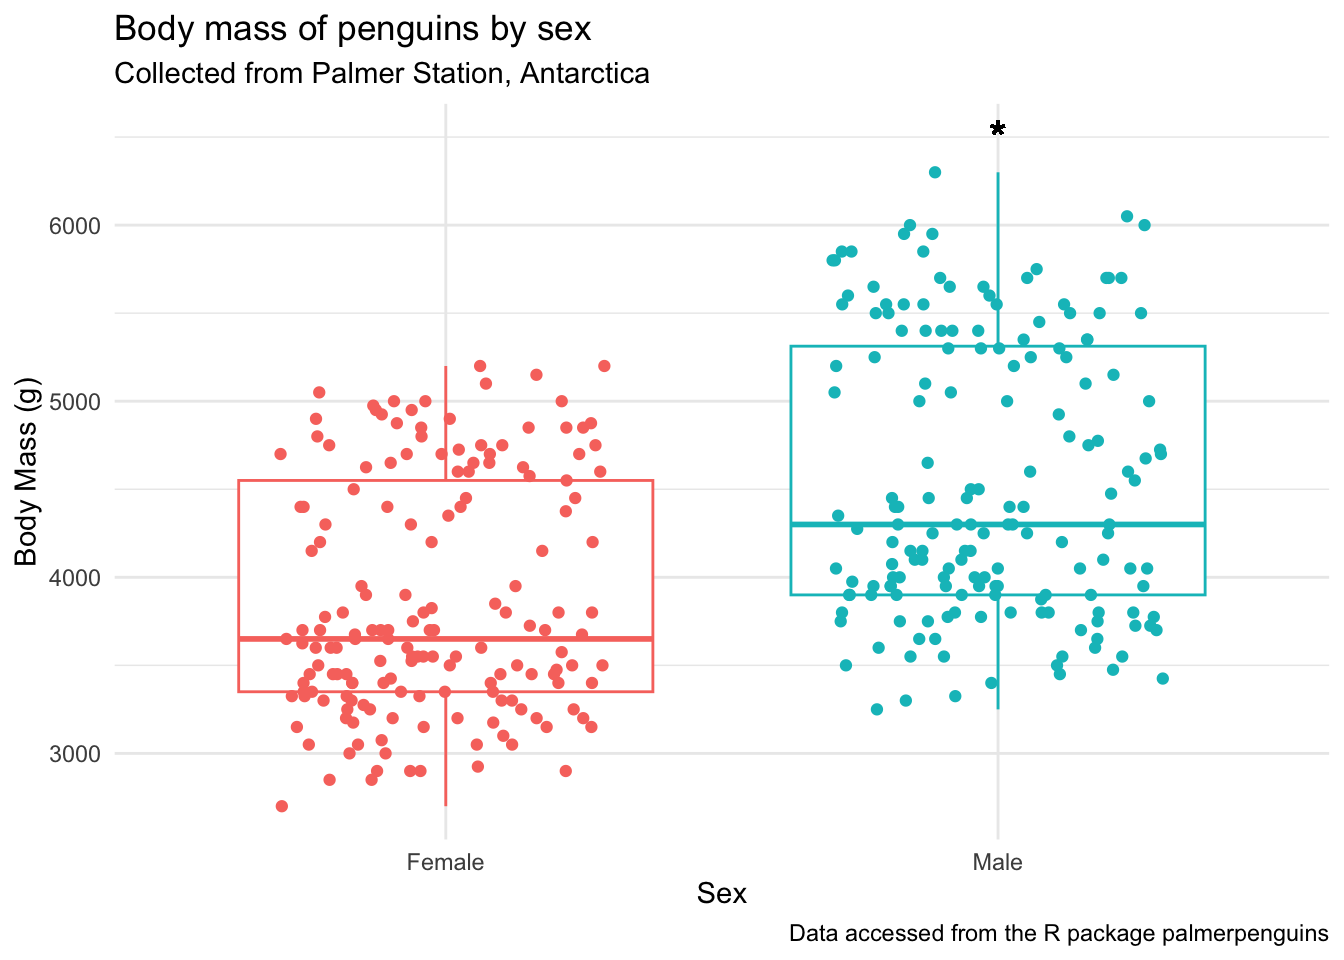 Body mass of penguins by sex
Collected from Palmer Station, Antarctica
*
6000
5000
4000
3000
Body Mass (g)
Female
Male
Sex
Data accessed from the R package palmerpenguins